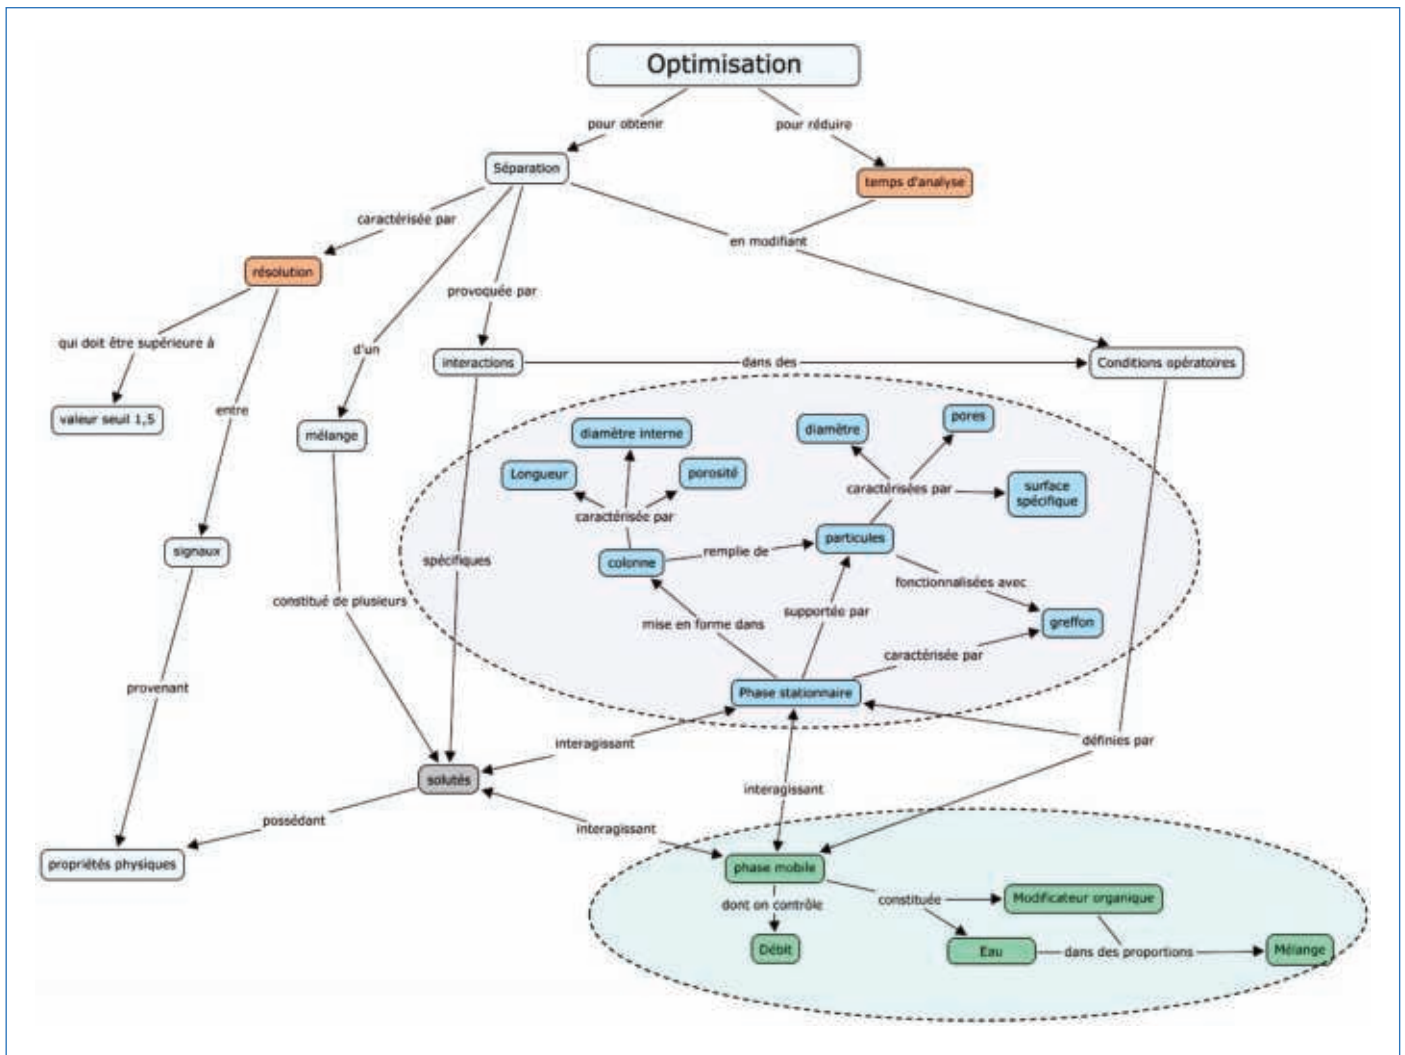 Optimisation
pour obtenir
pour réduire
Séparation
temps d'analyse
caractérisée par
en modifiant
résolution
provoquée par
qui doit être supérieure à
d'un
interactions
dans des
Conditions opératoires
valeur seuil 1,5
entre
mélange
diamètre interne
diamètre
pores
Longueur
porosité
caractérisées par
surface
spécifique
caractérisée par
signaux
spécifiques
colonne
remplie de
particules
fonctionnalisées avec
constitué de plusieurs
mise en forme dans
supportée par
greffon
caractérisée par
provenant
Phase stationnaire
interagissant
définies par
solutés
interagissant
possédant
interagissant
propriétés physiques
phase mobile
dont on contrôle
constituée
Modificateur organique
Débit
Eau
dans des proportions
Mélange